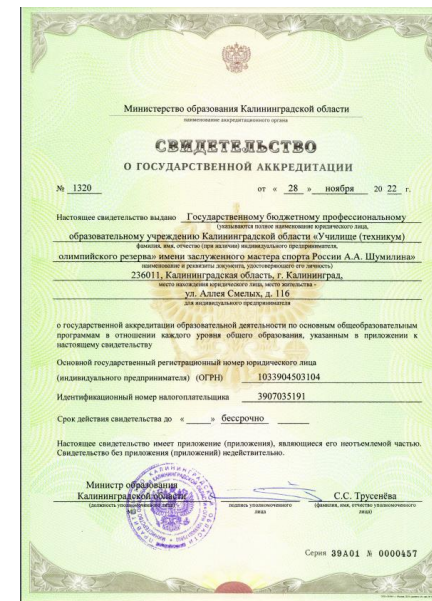 Министерство образования Калининградской области
наименование аккредитационного органа
СВИДЕТЕЛЬСТВО
О ГОСУДАРСТВЕННОЙ АККРЕДИТАЦИИ
№ 1320 от « 28 » ноября 20 22 г.
Настоящее свидетельство выдано Государственному бюджетному профессиональному
(указываются полное наименование юридического лица,
образовательному учреждению Калининградской области «Училище (техникум)
фамилия, имя, отчество (при наличии) индивидуального предпринимателя,
олимпийского резерва» имени заслуженного мастера спорта России А.А. Шумилина»
наименование и реквизиты документа, удостоверяющего его личность)
236011, Калининградская область, г. Калининград,
место нахождения юридического лица, место жительства -
ул. Аллея Смелых, д. 116
для индивидуального предпринимателя
о государственной аккредитации образовательной деятельности по основным общеобразовательным
программам в отношении каждого уровня общего образования, указанным в приложении к
настоящему свидетельству
Основной государственный регистрационный номер юридического лица
(индивидуального предпринимателя) (ОГРН) 1033904503104
Идентификационный номер налогоплательщика 3907035191
Срок действия свидетельства до « » бессрочно
Настоящее свидетельство имеет приложение (приложения), являющиеся его неотъемлемой частью.
Свидетельство без приложения (приложений) недействительно.
Министр образования
Калининградской области С.С. Трусенёва
(должность уполномоченного лица) подпись уполномоченного лица (фамилия, имя, отчество уполномоченного лица)
Серия 39А01 № 0000457